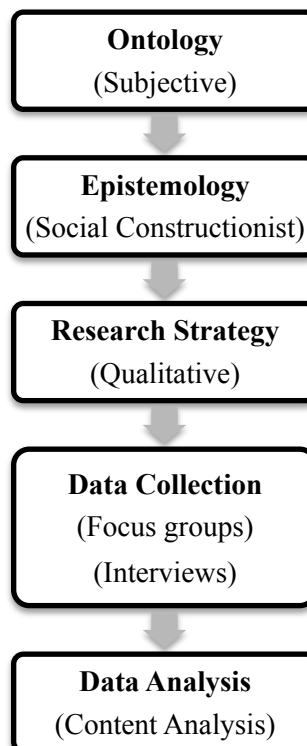 Ontology
(Subjective)
Epistemology
(Social Constructionist)
Research Strategy
(Qualitative)
Data Collection
(Focus groups)
(Interviews)
Data Analysis
(Content Analysis)